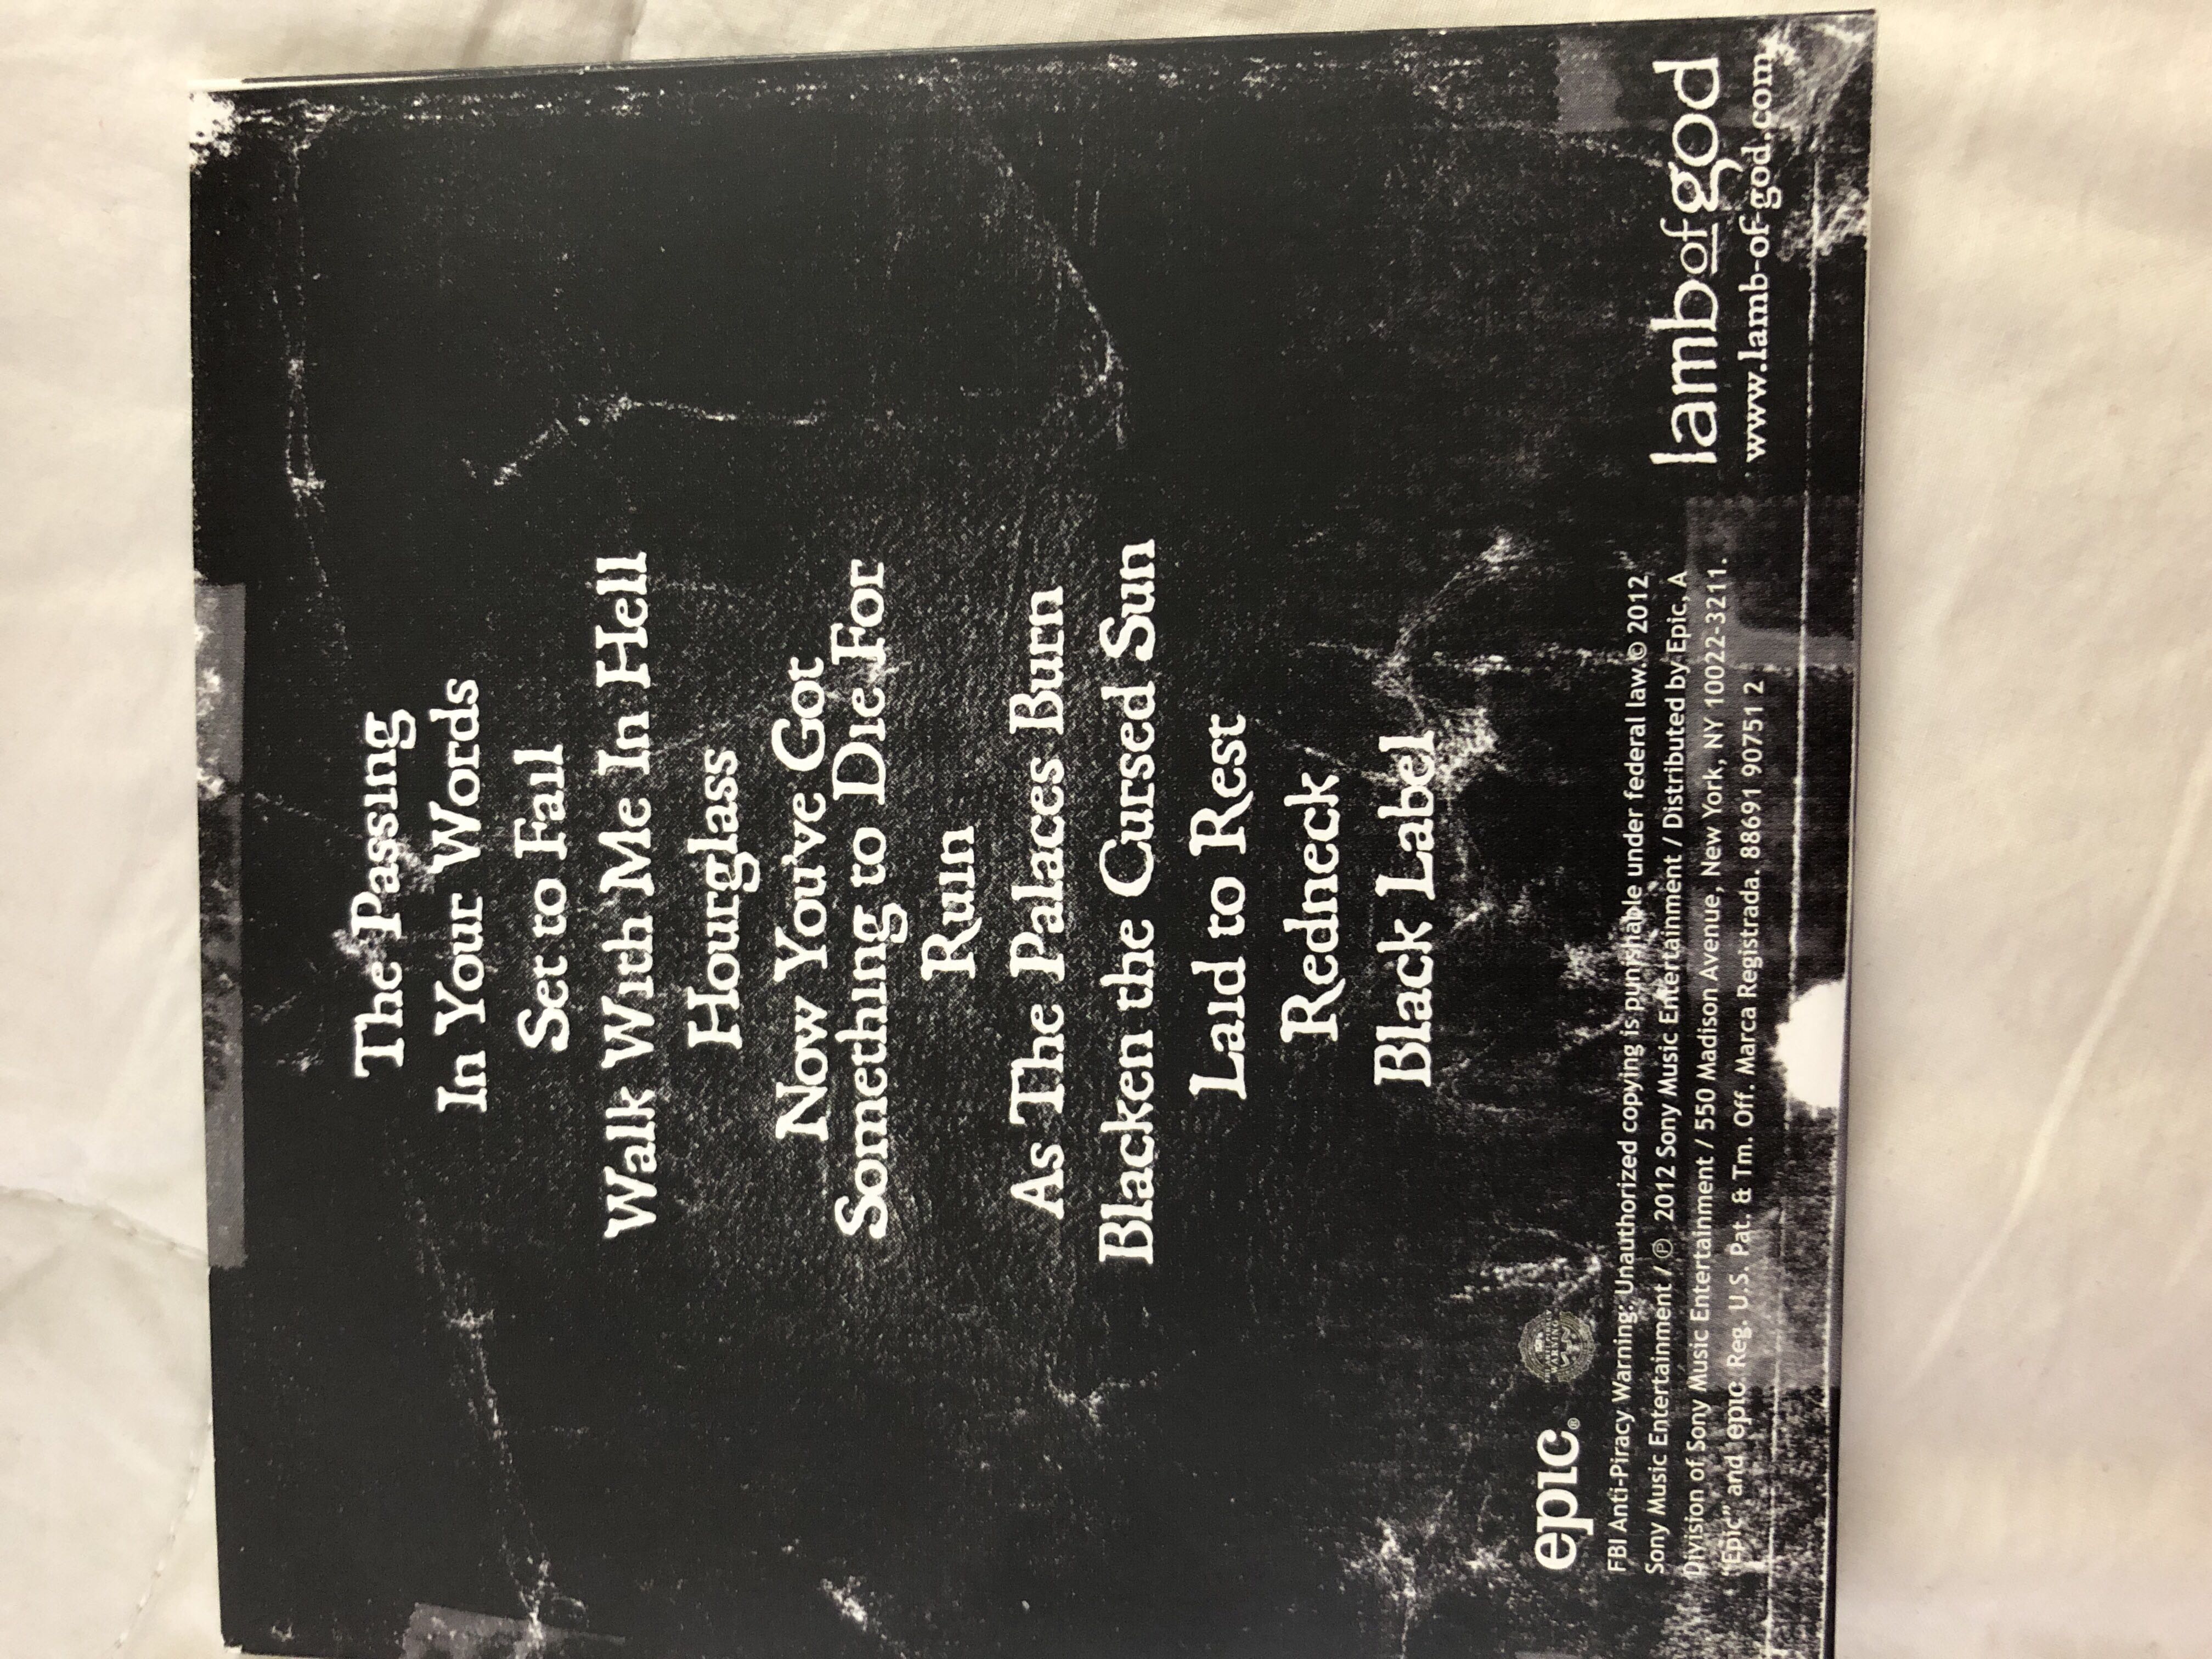 The Passing
In Your Words
Set to Fail
Walk With Me In Hell
Hourglass
Now You've Got
Something to Die For
Ruin
As The Palaces Burn
Blacken the Cursed Sun
Laid to Rest
Redneck
Black Label
epic®
FBI Anti-Piracy Warning: Unauthorized copying is punishable under federal law.© 2012
Sony Music Entertainment / ℗ 2012 Sony Music Entertainment / Distributed by Epic, A
Division of Sony Music Entertainment / 550 Madison Avenue, New York, NY 10022-3211.
"Epic" and epic Reg. U.S. Pat. & Tm. Off. Marca Registrada. 88691 90751 2
lamb of god
www.lamb-of-god.com